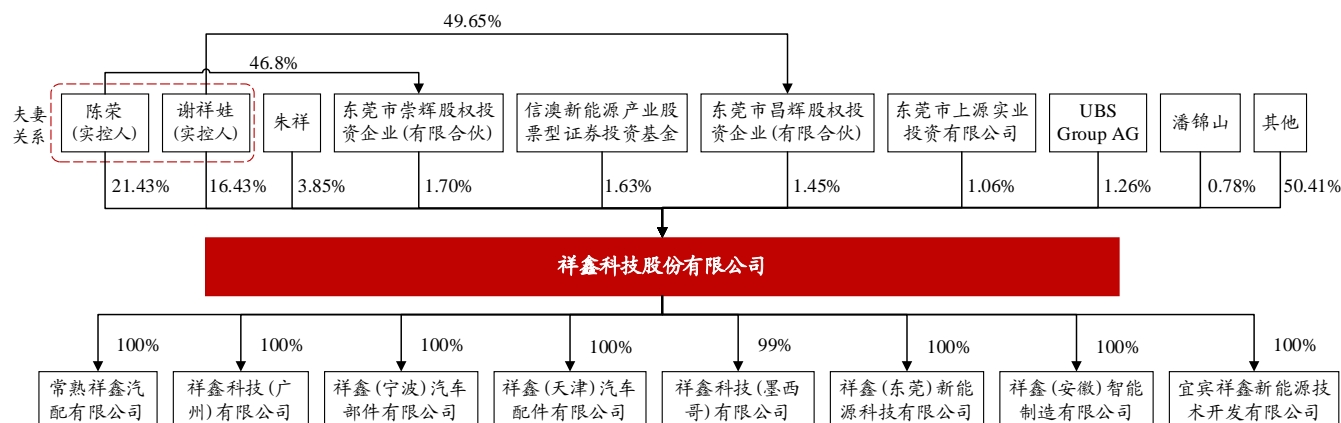 49.65%
46.8%
夫妻
关系
陈荣
(实控人)
谢祥娃
(实控人)
朱祥
东莞市崇辉股权投
资企业(有限合伙)
信澳新能源产业股
票型证券投资基金
东莞市昌辉股权投
资企业(有限合伙)
东莞市上源实业
投资有限公司
UBS
Group AG
潘锦山
其他
21.43%
16.43%
3.85%
1.70%
1.63%
1.45%
1.06%
1.26%
0.78%
50.41%
祥鑫科技股份有限公司
100%
100%
100%
100%
99%
100%
100%
100%
常熟祥鑫汽
配有限公司
祥鑫科技(广
州)有限公司
祥鑫(宁波)汽车
部件有限公司
祥鑫(天津)汽车
配件有限公司
祥鑫科技(墨西
哥)有限公司
祥鑫(东莞)新能
源科技有限公司
祥鑫(安徽)智能
制造有限公司
宜宾祥鑫新能源技
术开发有限公司